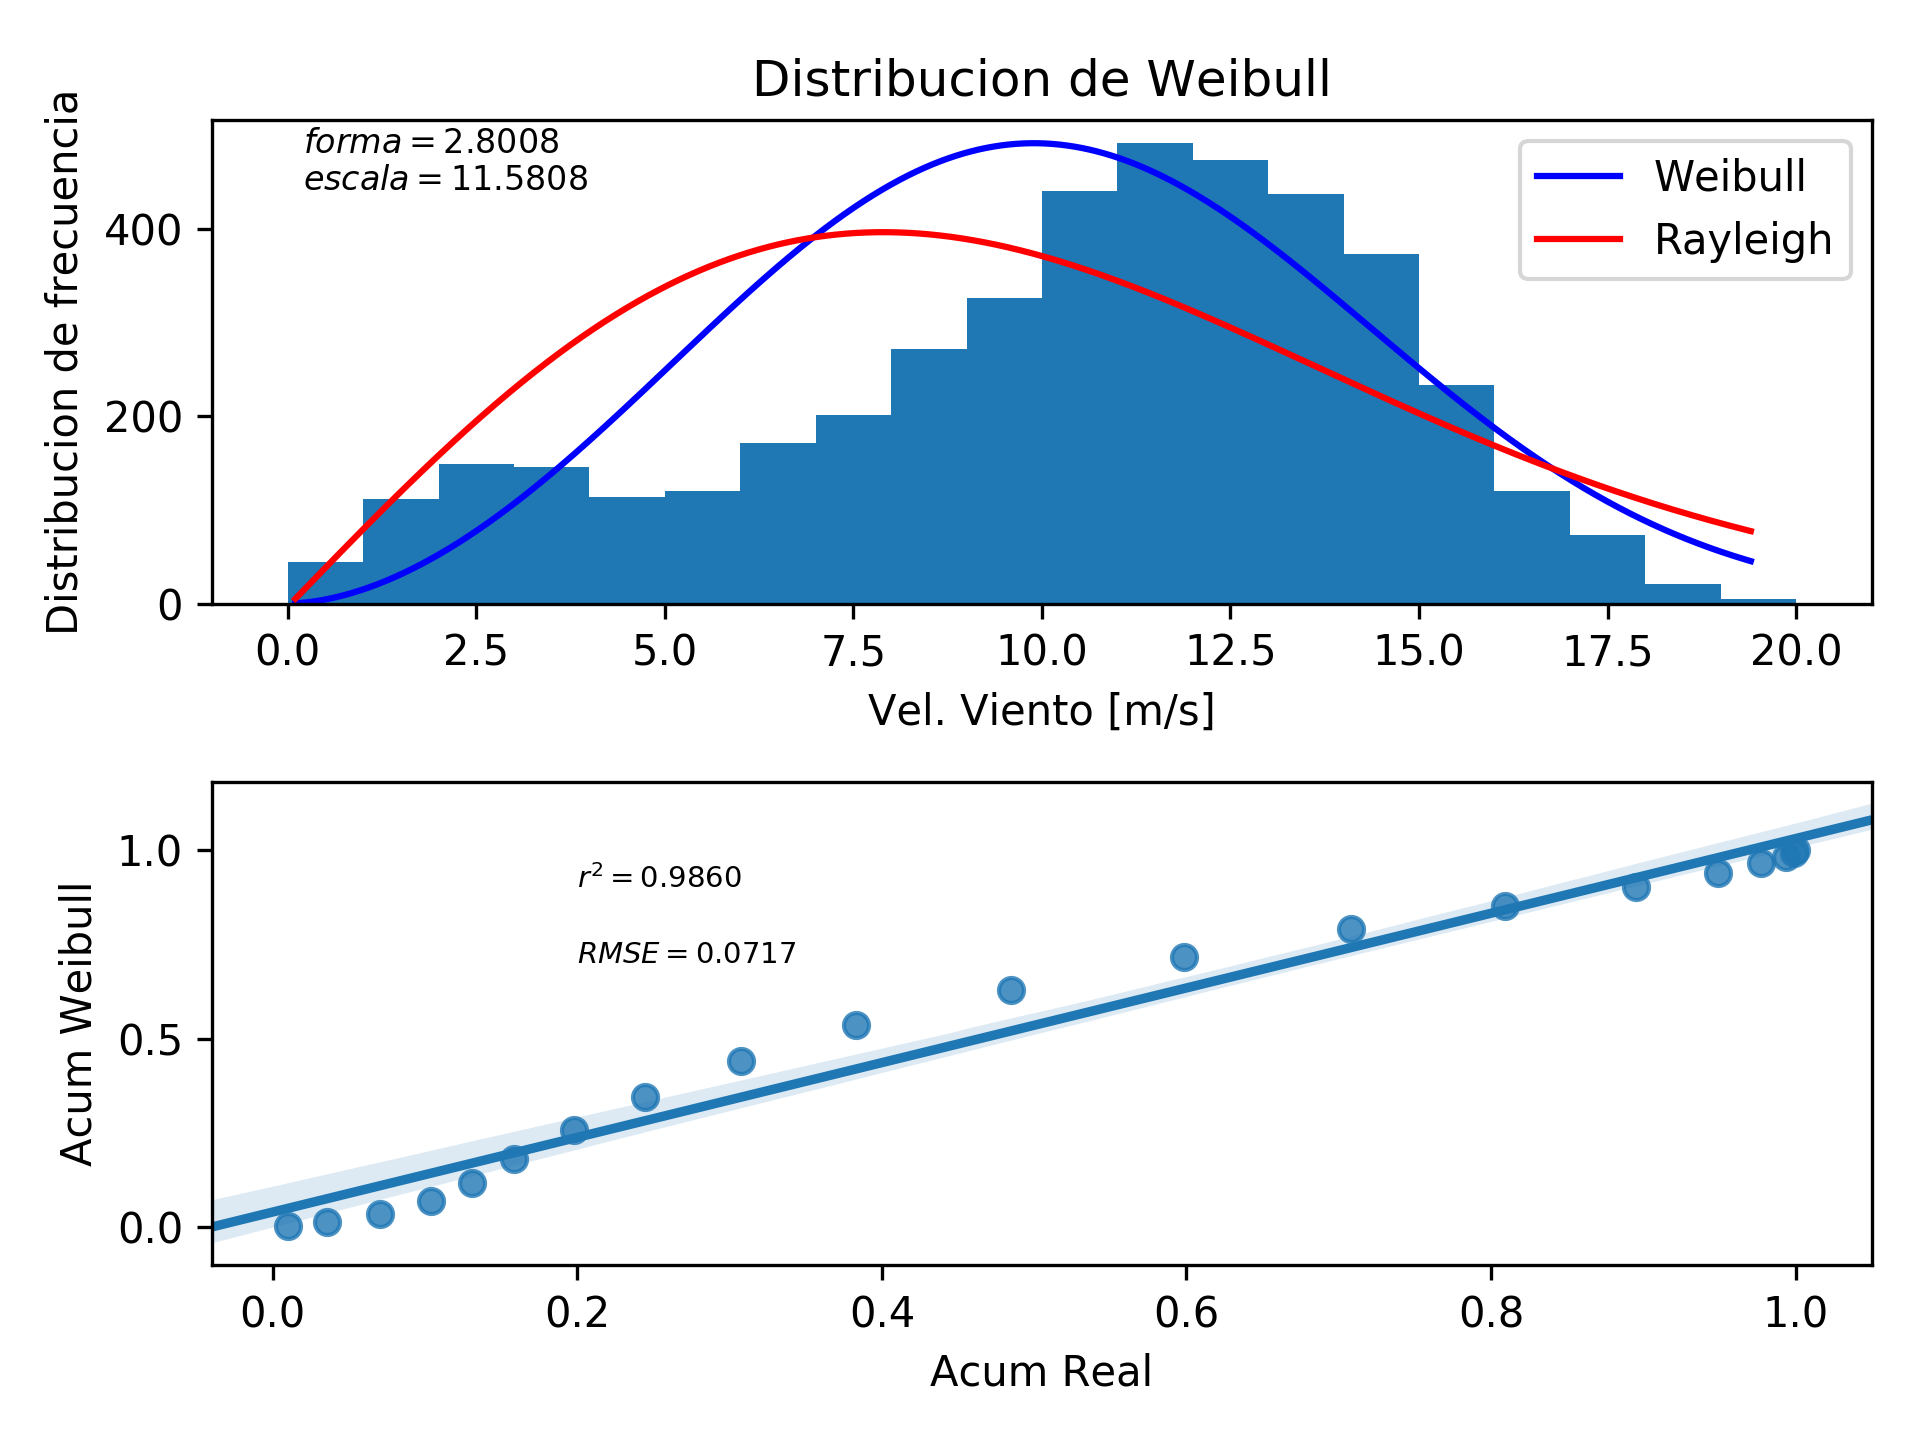 Distribucion de Weibull
forma = 2.8008
escala = 11.5808
Weibull
Rayleigh
Distribucion de frecuencia
400
200
0
0.0 2.5 5.0 7.5 10.0 12.5 15.0 17.5 20.0
Vel. Viento [m/s]
r² = 0.9860
RMSE = 0.0717
Acum Weibull
1.0
0.5
0.0
0.0 0.2 0.4 0.6 0.8 1.0
Acum Real